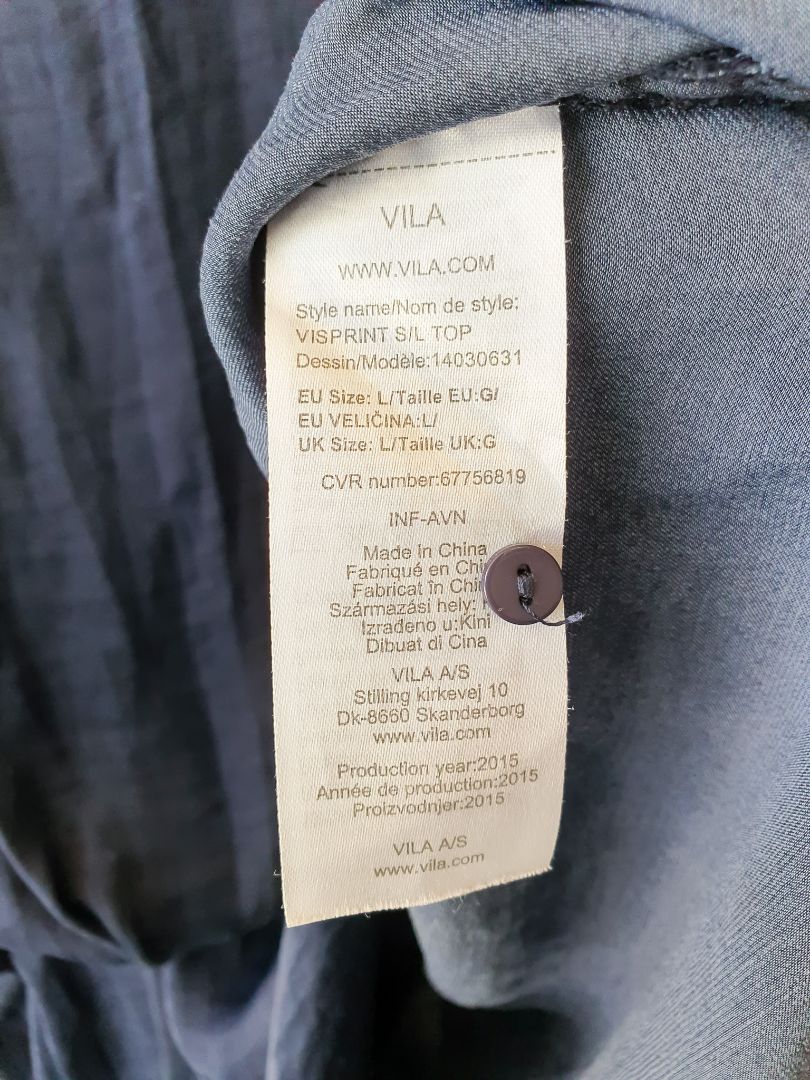 VILA
WWW.VILA.COM
Style name/Nom de style:
VISPRINT S/L TOP
Dessin/Modèle:14030631
EU Size: L/Taille EU:G/
EU VELIČINA:L/
UK Size: L/Taille UK:G
CVR number:67756819
INF-AVN
Made in China
Fabriqué en
Fabricat în
Származási hely:
Izrađeno u:Kini
Dibuat di Cina
VILA A/S
Stilling kirkevej 10
Dk-8660 Skanderborg
www.vila.com
Production year:2015
Année de production:2015
Proizvodnjer:2015
VILA A/S
www.vila.com